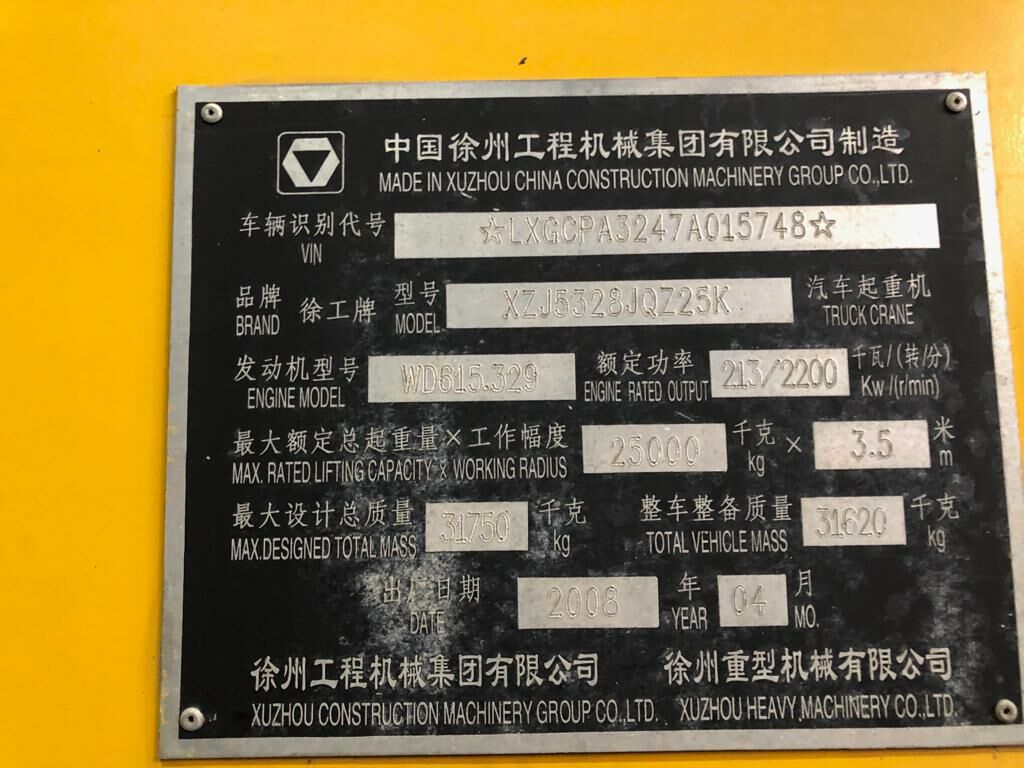 中国徐州工程机械集团有限公司制造
MADE IN XUZHOU CHINA CONSTRUCTION MACHINERY GROUP CO.,LTD.
车辆识别代号 ☆LXGCPA3247A015748☆
VIN
品牌 徐工牌 型号 XZJ5328JQZ25K 汽车起重机
BRAND MODEL TRUCK CRANE
发动机型号 WD615.329 额定功率 213/2200 千瓦/(转/分)
ENGINE MODEL ENGINE RATED OUTPUT Kw/(r/min)
最大额定总起重量×工作幅度 25000 千克 × 3.5 米
MAX. RATED LIFTING CAPACITY × WORKING RADIUS kg m
最大设计总质量 31750 千克 整车整备质量 31620 千克
MAX.DESIGNED TOTAL MASS kg TOTAL VEHICLE MASS kg
出厂日期 2008 年 04 月
DATE YEAR MO.
徐州工程机械集团有限公司 徐州重型机械有限公司
XUZHOU CONSTRUCTION MACHINERY GROUP CO.,LTD. XUZHOU HEAVY MACHINERY CO.,LTD.